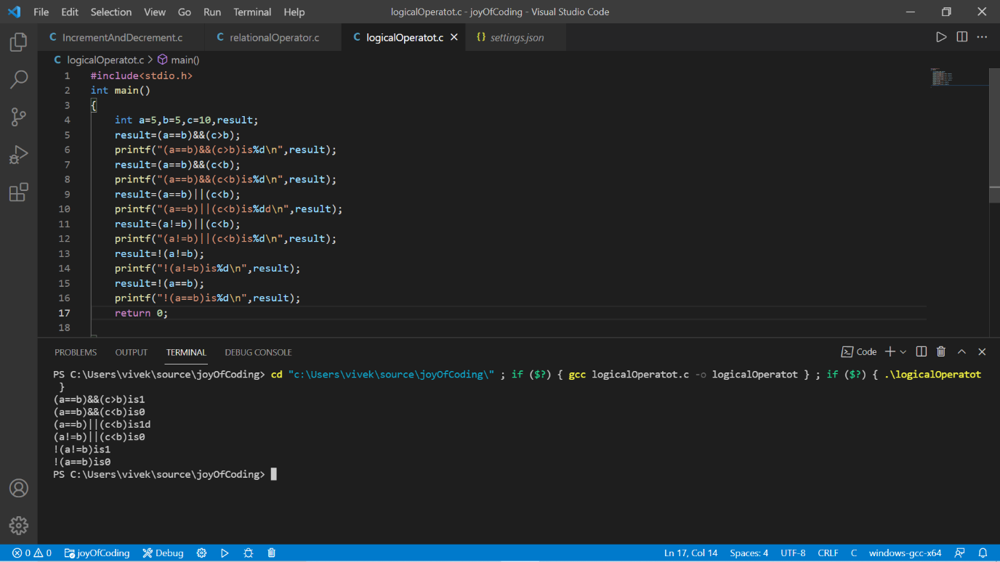 File Edit Selection View Go Run Terminal Help logicalOperatot.c - joyOfCoding - Visual Studio Code
C IncrementAndDecrement.c C relationalOperator.c C logicalOperatot.c {} settings.json
C logicalOperatot.c > main()
1 #include<stdio.h>
2 int main()
3 {
4 int a=5,b=5,c=10,result;
5 result=(a==b)&&(c>b);
6 printf("(a==b)&&(c>b)is%d\n",result);
7 result=(a==b)&&(c<b);
8 printf("(a==b)&&(c<b)is%d\n",result);
9 result=(a==b)||(c<b);
10 printf("(a==b)||(c<b)is%dd\n",result);
11 result=(a!=b)||(c<b);
12 printf("(a!=b)||(c<b)is%d\n",result);
13 result=!(a!=b);
14 printf("!(a!=b)is%d\n",result);
15 result=!(a==b);
16 printf("!(a==b)is%d\n",result);
17 return 0;
18
PROBLEMS OUTPUT TERMINAL DEBUG CONSOLE Code
PS C:\Users\vivek\source\joyOfCoding> cd "c:\Users\vivek\source\joyOfCoding\" ; if ($?) { gcc logicalOperatot.c -o logicalOperatot } ; if ($?) { .\logicalOperatot
}
(a==b)&&(c>b)is1
(a==b)&&(c<b)is0
(a==b)||(c<b)is1d
(a!=b)||(c<b)is0
!(a!=b)is1
!(a==b)is0
PS C:\Users\vivek\source\joyOfCoding>
0 0 joyOfCoding Debug Ln 17, Col 14 Spaces: 4 UTF-8 CRLF C windows-gcc-x64